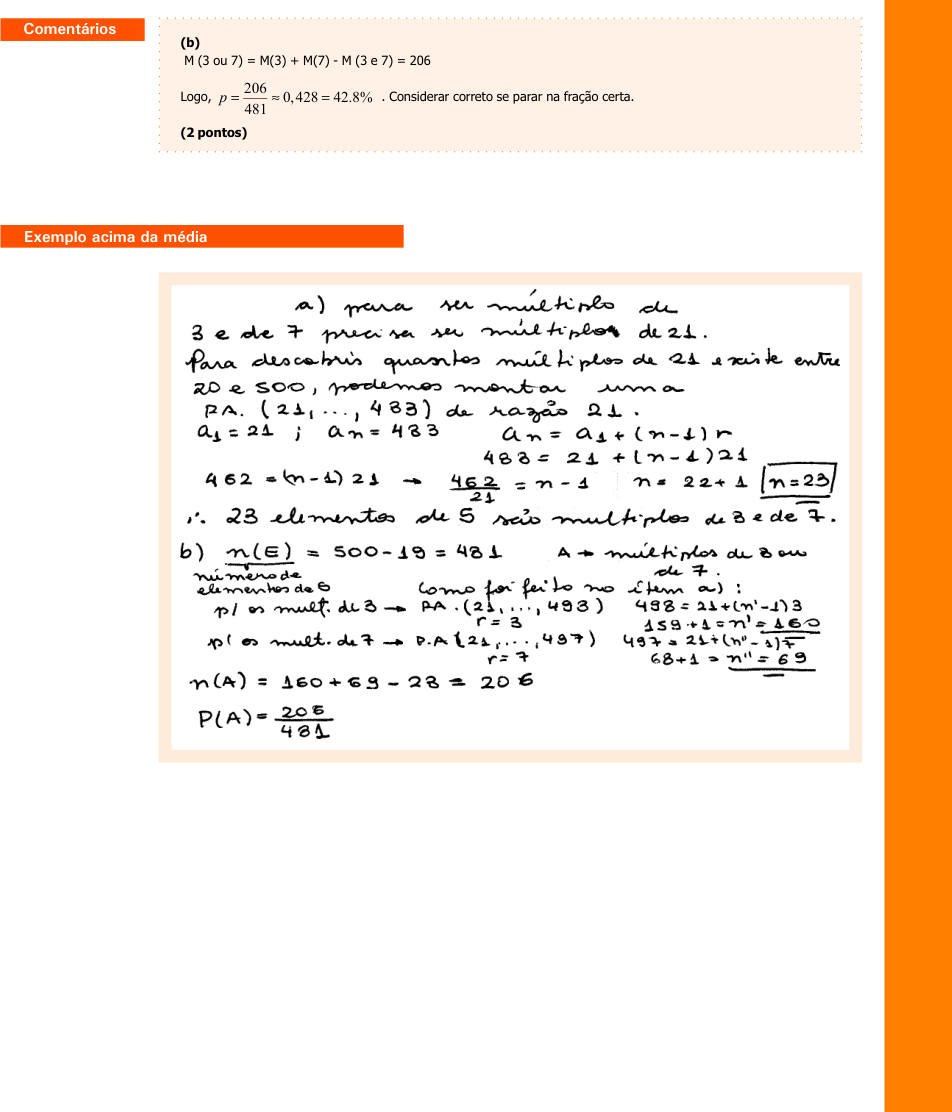 Comentários
(b)
M (3 ou 7) = M(3) + M(7) - M (3 e 7) = 206
Logo, p = 206/481 ≈ 0,428 = 42.8% . Considerar correto se parar na fração certa.
(2 pontos)
Exemplo acima da média
a) para ser múltiplo de
3 e de 7 precisa ser múltiplos de 21.
Para descobrir quantos múltiplos de 21 existe entre
20 e 500, podemos montar uma
P.A. (21, ..., 483) de razão 21.
a₁ = 21 ; an = 483 an = a₁ + (n-1) r
483 = 21 + (n-1)21
462 = (n-1) 21 → 462/21 = n - 1 n = 22+1 n = 23
∴ 23 elementos de S são multiplos de 3 e de 7.
b) n(E) = 500 - 19 = 481 A → múltiplos de 3 ou de 7.
número de
elementos de S Como foi feito no ítem a) :
p/ os mult. de 3 → PA. (21, ..., 498) 498 = 21+(n'-1)3
r = 3 159 + 1 = n' = 160
p/ os mult. de 7 → P.A (21, ..., 497) 497 = 21+(n''-1)7
r = 7 68+1 = n'' = 69
n(A) = 160 + 69 - 23 = 206
P(A) = 206/481